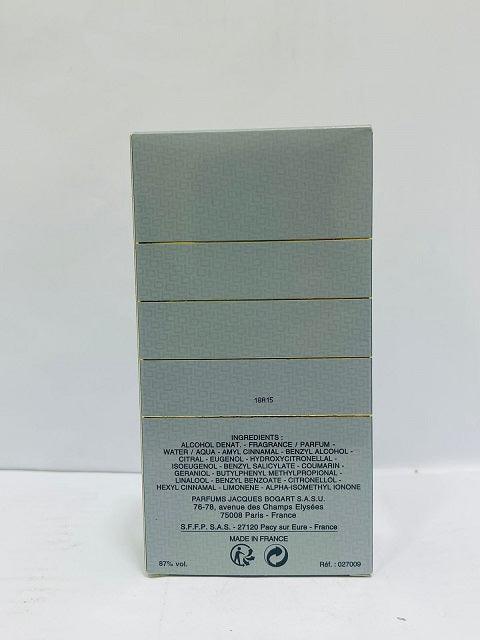 18R15
INGREDIENTS :
ALCOHOL DENAT. - FRAGRANCE / PARFUM -
WATER / AQUA - AMYL CINNAMAL - BENZYL ALCOHOL -
CITRAL - EUGENOL - HYDROXYCITRONELLAL -
ISOEUGENOL - BENZYL SALICYLATE - COUMARIN -
GERANIOL - BUTYLPHENYL METHYLPROPIONAL -
LINALOOL - BENZYL BENZOATE - CITRONELLOL -
HEXYL CINNAMAL - LIMONENE - ALPHA-ISOMETHYL IONONE
PARFUMS JACQUES BOGART S.A.S.U.
76-78, avenue des Champs Elysées
75008 Paris - France
S.F.F.P. S.A.S. - 27120 Pacy sur Eure - France
MADE IN FRANCE
87% vol.
Réf. : 027009